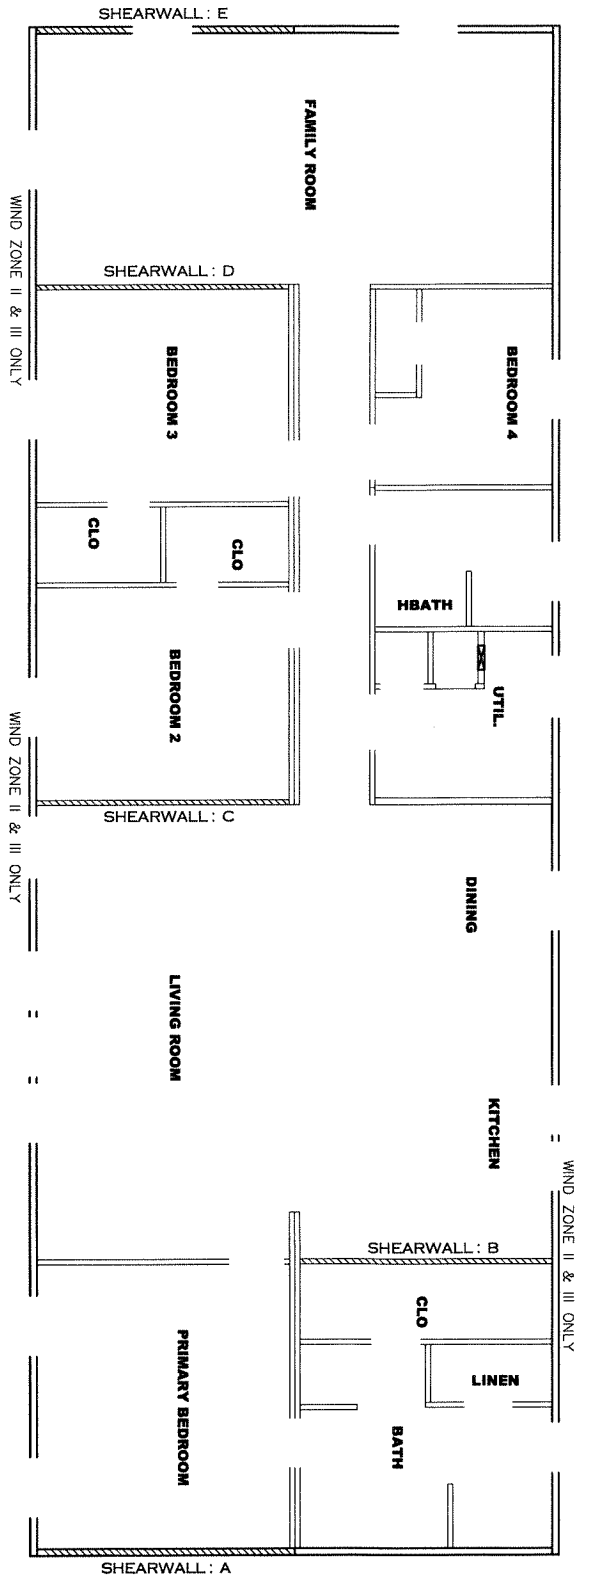 SHEARWALL: E
FAMILY ROOM
WIND ZONE II & III ONLY
SHEARWALL: D
BEDROOM 3
BEDROOM 4
CLO
CLO
HBATH
BEDROOM 2
UTIL.
WIND ZONE II & III ONLY
SHEARWALL: C
DINING
LIVING ROOM
KITCHEN
WIND ZONE II & III ONLY
SHEARWALL: B
CLO
LINEN
PRIMARY BEDROOM
BATH
SHEARWALL: A